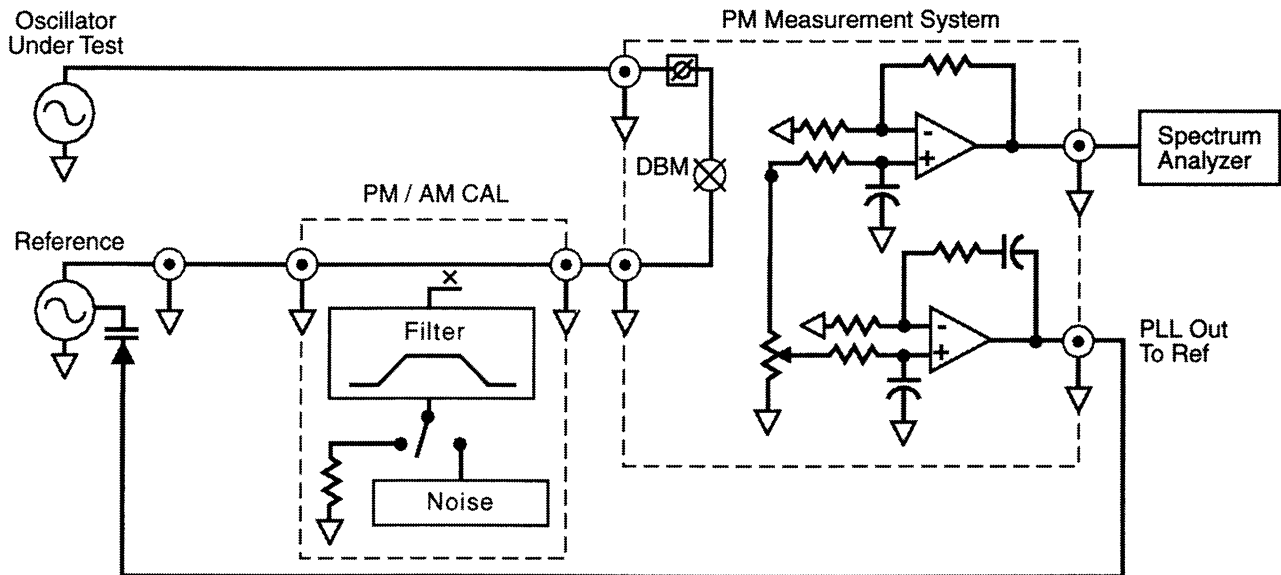 Oscillator
Under Test
PM Measurement System
DBM
-
+
Spectrum
Analyzer
PM / AM CAL
Reference
Filter
Noise
-
+
PLL Out
To Ref